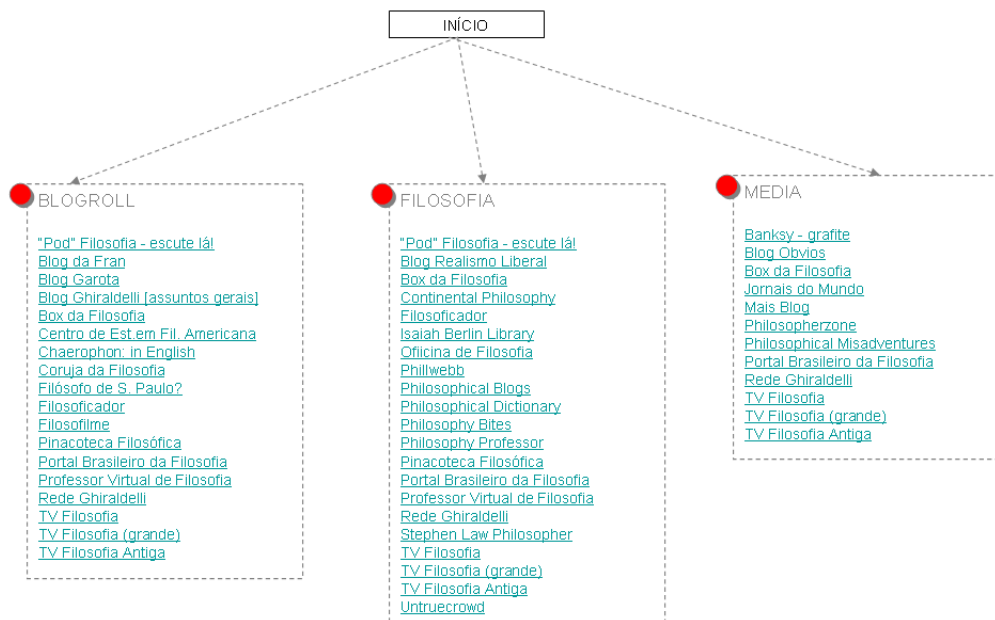 INÍCIO
BLOGROLL
"Pod" Filosofia - escute lá!
Blog da Fran
Blog Garota
Blog Ghiraldelli [assuntos gerais]
Box da Filosofia
Centro de Est.em Fil. Americana
Chaerophon: in English
Coruja da Filosofia
Filósofo de S. Paulo?
Filosoficador
Filosofilme
Pinacoteca Filosófica
Portal Brasileiro da Filosofia
Professor Virtual de Filosofia
Rede Ghiraldelli
TV Filosofia
TV Filosofia (grande)
TV Filosofia Antiga
FILOSOFIA
"Pod" Filosofia - escute lá!
Blog Realismo Liberal
Box da Filosofia
Continental Philosophy
Filosoficador
Isaiah Berlin Library
Ofiicina de Filosofia
Phillwebb
Philosophical Blogs
Philosophical Dictionary
Philosophy Bites
Philosophy Professor
Pinacoteca Filosófica
Portal Brasileiro da Filosofia
Professor Virtual de Filosofia
Rede Ghiraldelli
Stephen Law Philosopher
TV Filosofia
TV Filosofia (grande)
TV Filosofia Antiga
Untruecrowd
MEDIA
Banksy - grafite
Blog Obvios
Box da Filosofia
Jornais do Mundo
Mais Blog
Philosopherzone
Philosophical Misadventures
Portal Brasileiro da Filosofia
Rede Ghiraldelli
TV Filosofia
TV Filosofia (grande)
TV Filosofia Antiga